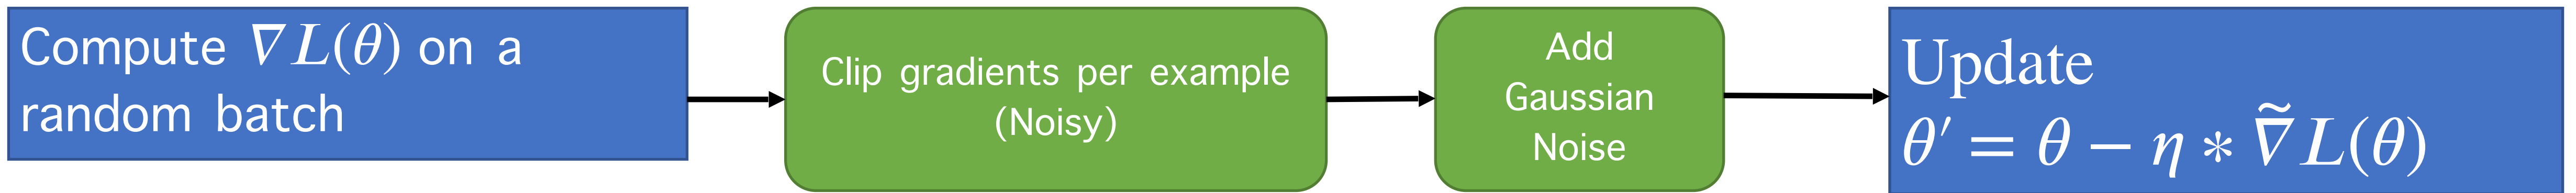 Compute ∇L(θ) on a
random batch
Clip gradients per example
(Noisy)
Add
Gaussian
Noise
Update
θ′ = θ − η * ∇̃L(θ)